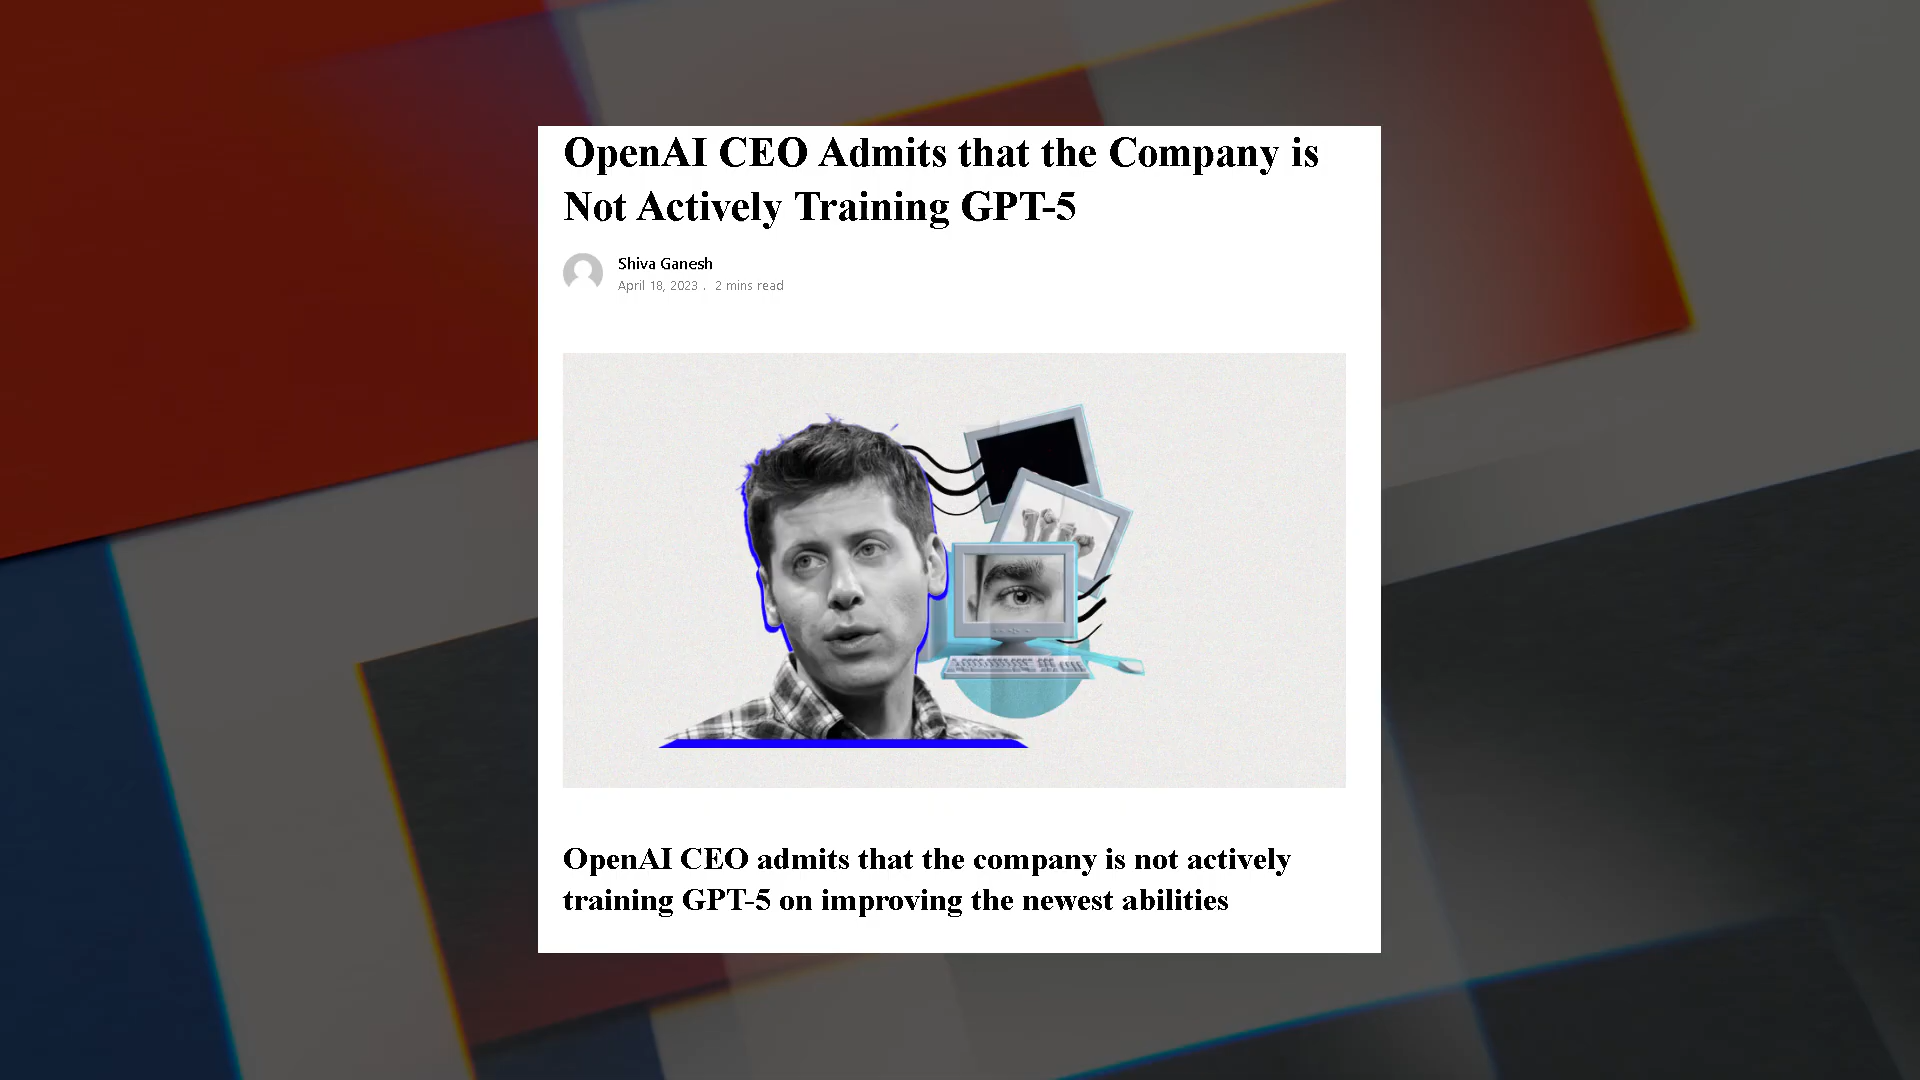 OpenAI CEO Admits that the Company is
Not Actively Training GPT-5
Shiva Ganesh
April 18, 2023 . 2 mins read
OpenAI CEO admits that the company is not actively
training GPT-5 on improving the newest abilities